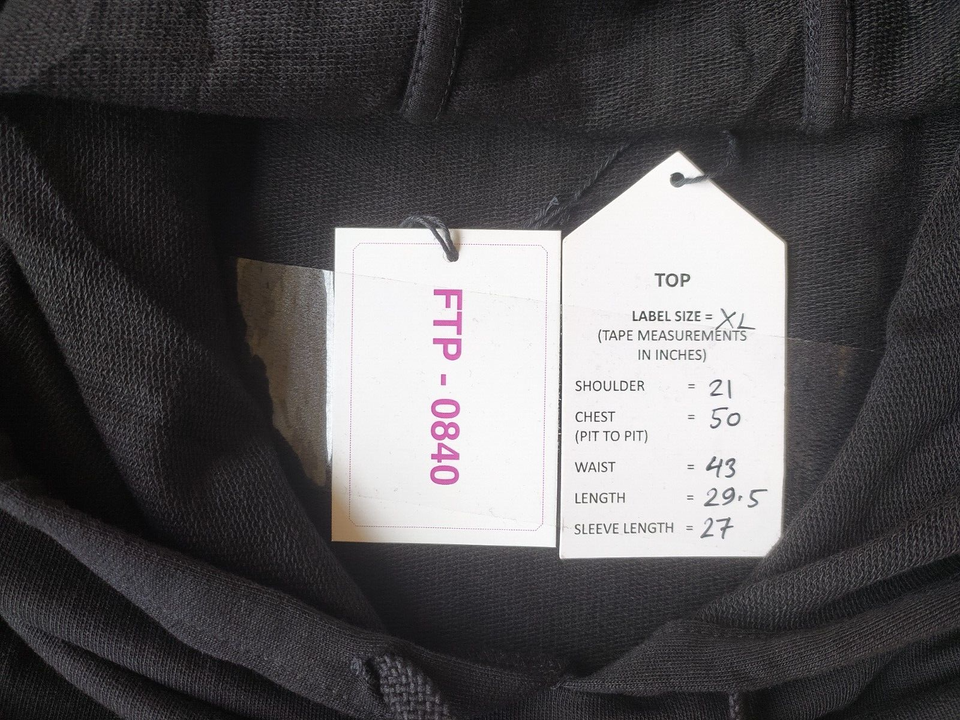 FTP - 0840
TOP
LABEL SIZE = XL
(TAPE MEASUREMENTS
IN INCHES)
SHOULDER = 21
CHEST = 50
(PIT TO PIT)
WAIST = 43
LENGTH = 29.5
SLEEVE LENGTH = 27